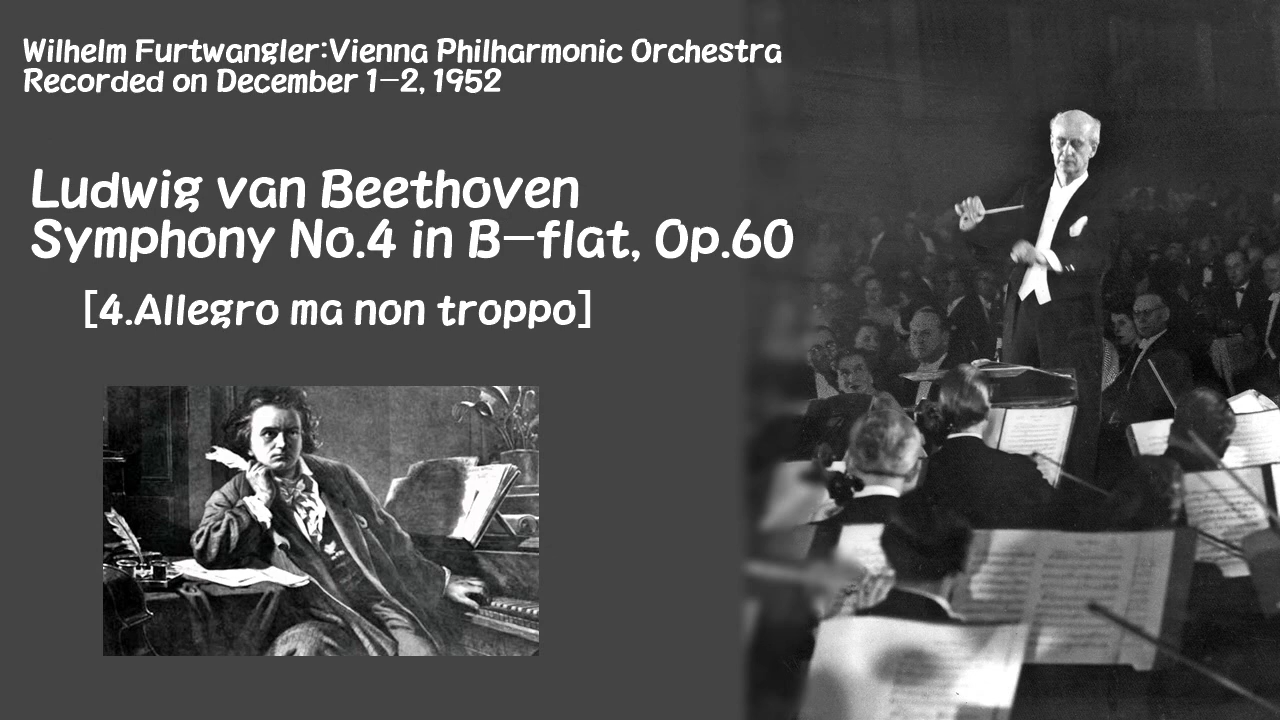 Wilhelm Furtwangler:Vienna Philharmonic Orchestra
Recorded on December 1-2, 1952
Ludwig van Beethoven
Symphony No.4 in B-flat, Op.60
[4.Allegro ma non troppo]